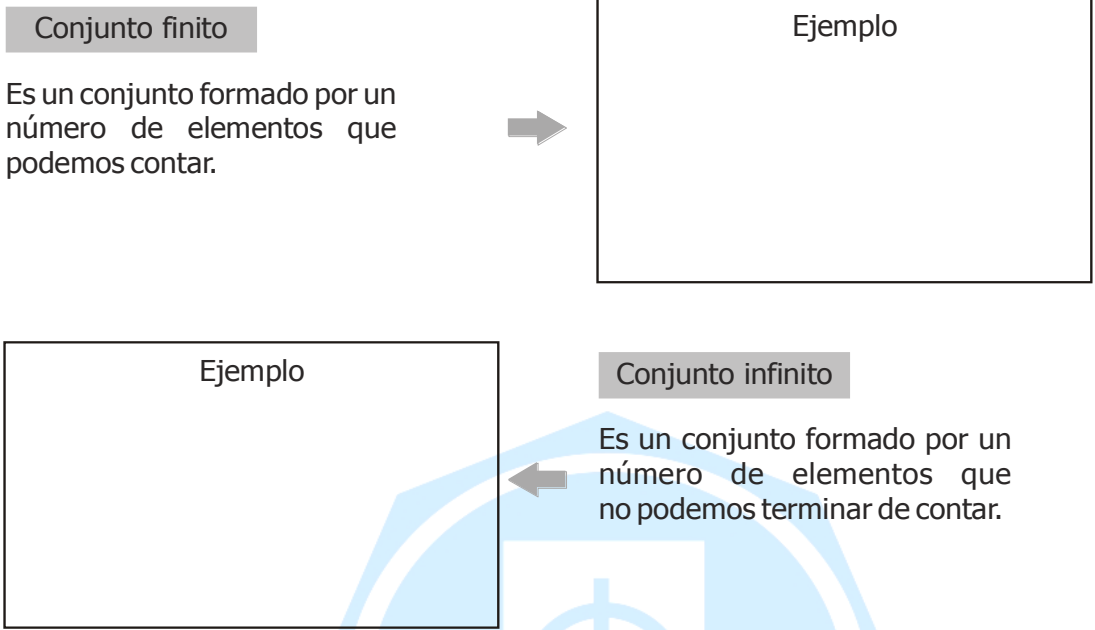 Conjunto finito
Es un conjunto formado por un
número de elementos que
podemos contar.
Ejemplo
Ejemplo
Conjunto infinito
Es un conjunto formado por un
número de elementos que
no podemos terminar de contar.